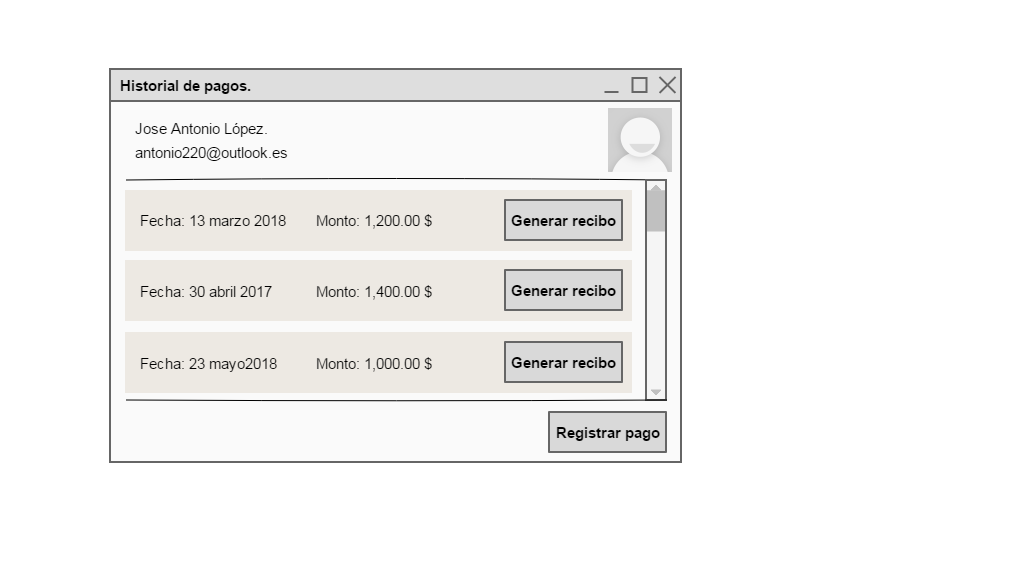 Historial de pagos.
Jose Antonio López.
antonio220@outlook.es
Fecha: 13 marzo 2018 Monto: 1,200.00 $ Generar recibo
Fecha: 30 abril 2017 Monto: 1,400.00 $ Generar recibo
Fecha: 23 mayo2018 Monto: 1,000.00 $ Generar recibo
Registrar pago